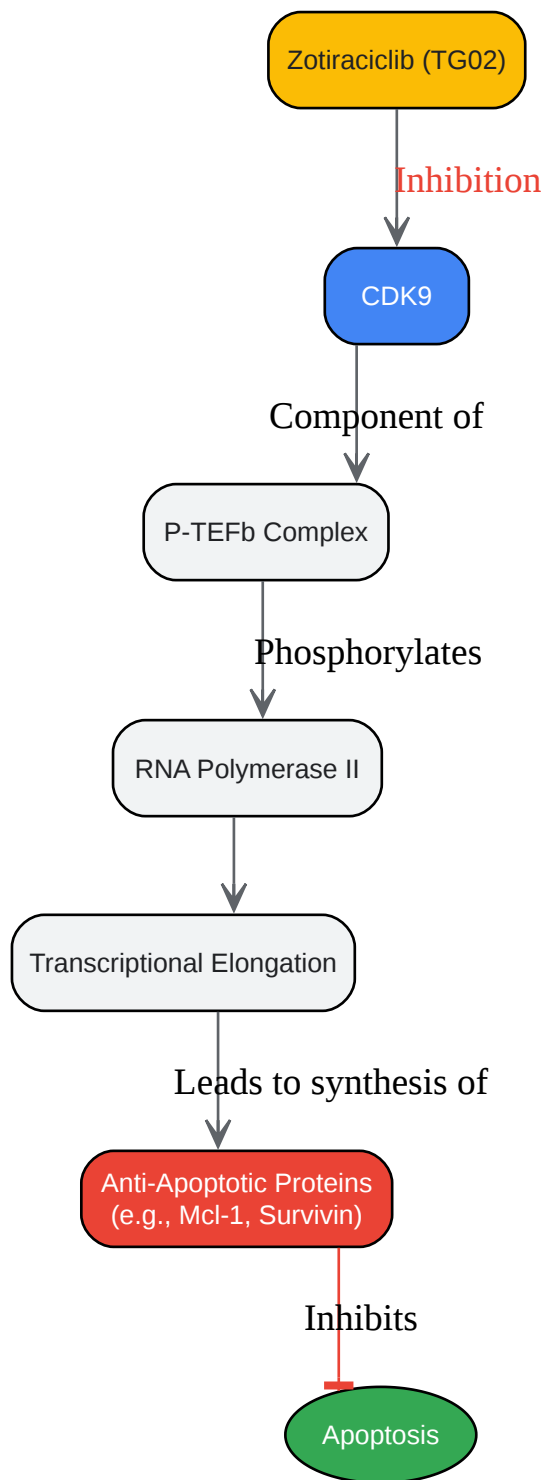 Zotiraciclib (TG02)
Inhibition
CDK9
Component of
P-TEFb Complex
Phosphorylates
RNA Polymerase II
Transcriptional Elongation
Leads to synthesis of
Anti-Apoptotic Proteins
(e.g., Mcl-1, Survivin)
Inhibits
Apoptosis